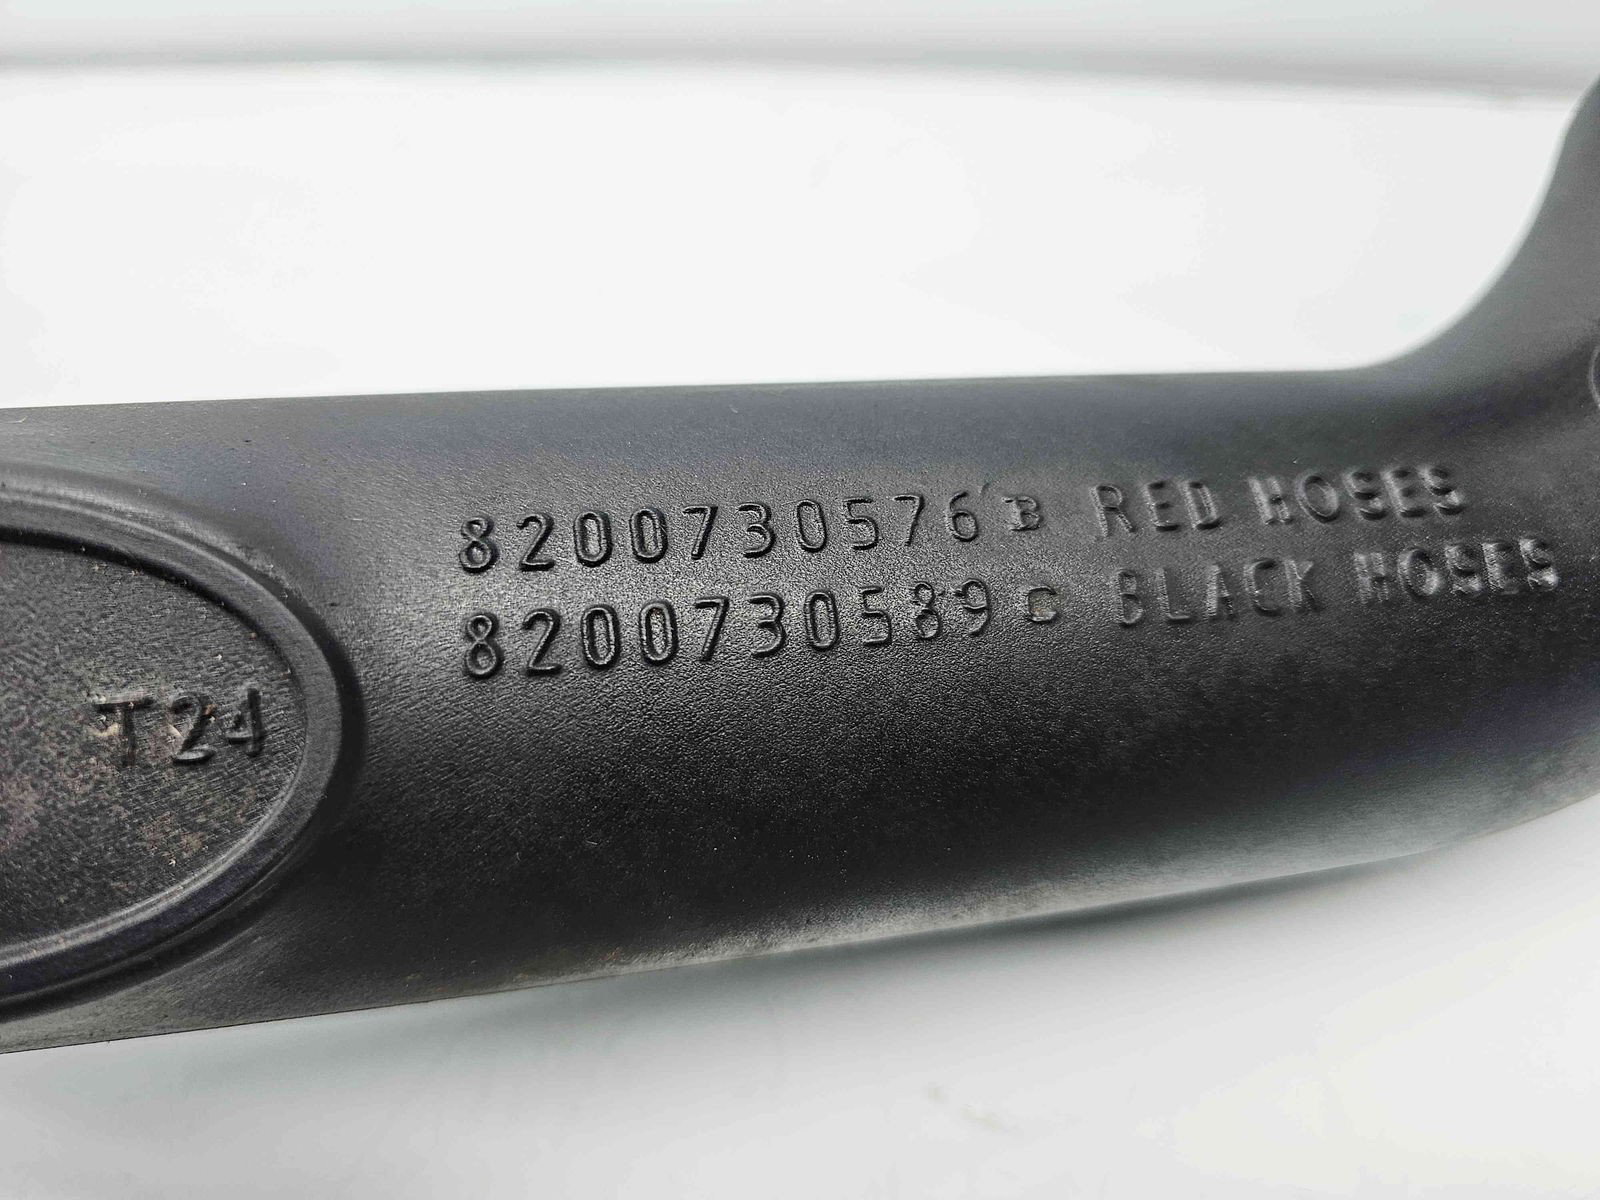 8200730576 B RED HOSES
8200730589 C BLACK HOSES
T24